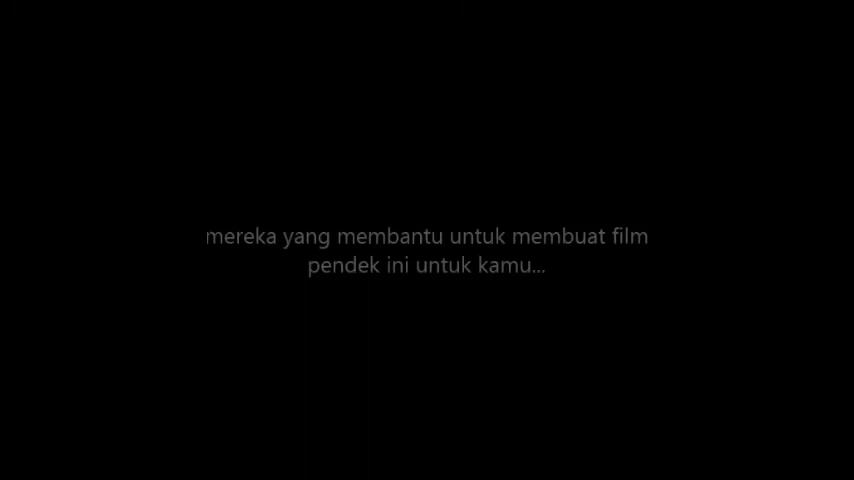 mereka yang membantu untuk membuat film
pendek ini untuk kamu...